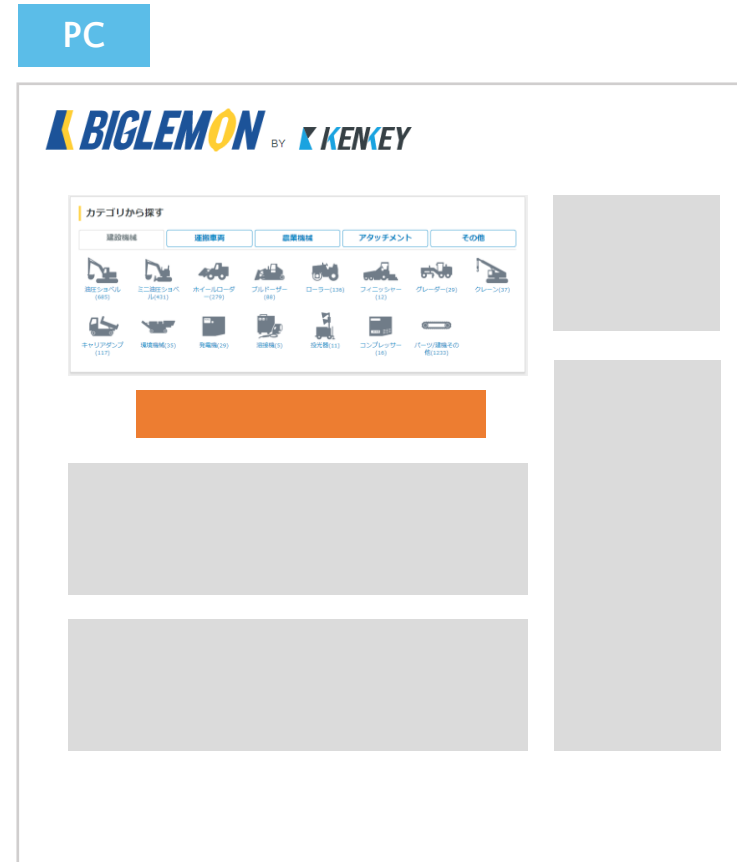 PC
BIGLEMON BY KENKEY
カテゴリから探す
建設機械 運搬車両 農業機械 アタッチメント その他
油圧ショベル ミニ油圧ショベ ホイールローダ ブルドーザー ローラー(136) フィニッシャー グレーダー(29) クレーン(37)
(685) ル(431) ー(279) (88) (12)
キャリアダンプ 環境機械(35) 発電機(29) 溶接機(5) 投光器(11) コンプレッサー パーツ/建機その
(117) (16) 他(1232)